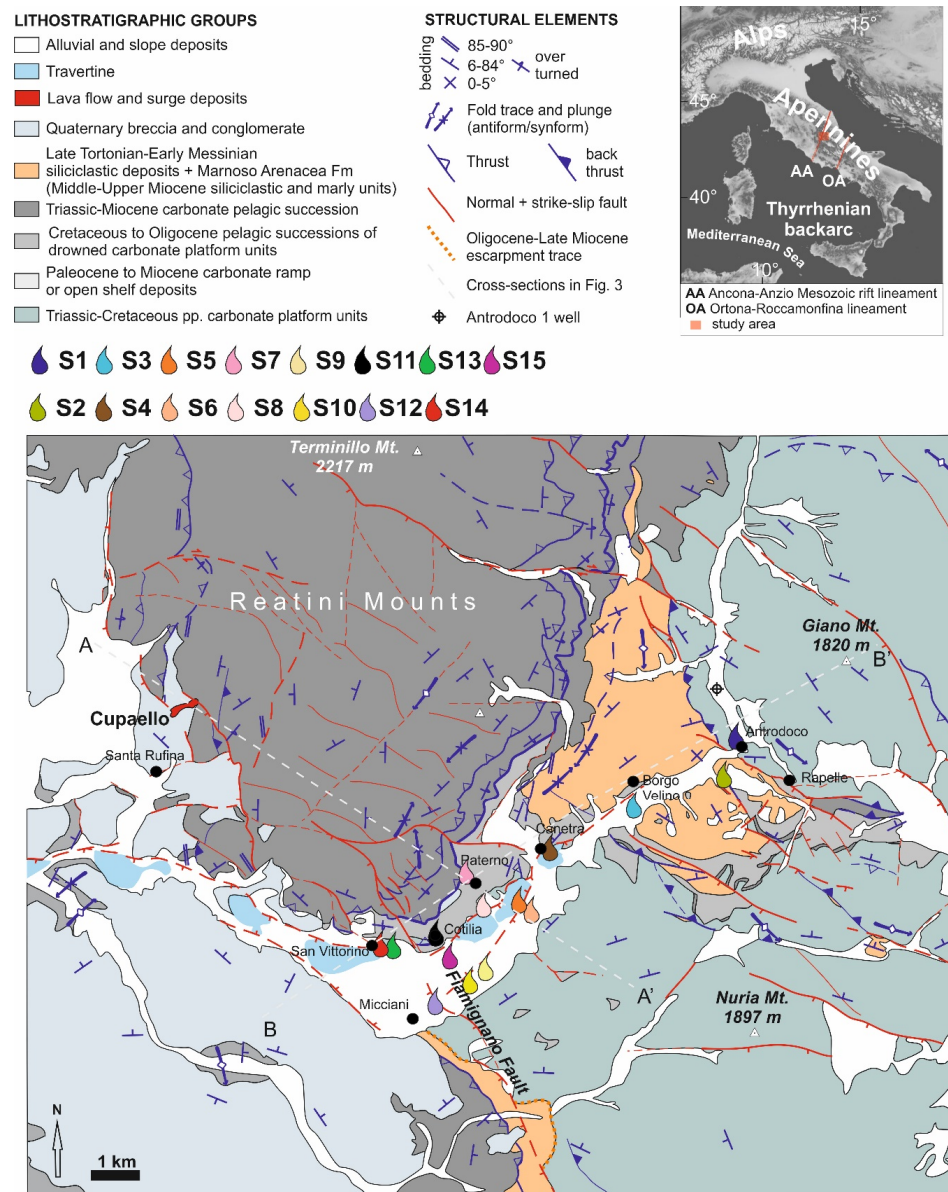 LITHOSTRATIGRAPHIC GROUPS
Alluvial and slope deposits
Travertine
Lava flow and surge deposits
Quaternary breccia and conglomerate
Late Tortonian-Early Messinian
siliciclastic deposits + Marnoso Arenacea Fm
(Middle-Upper Miocene siliciclastic and marly units)
Triassic-Miocene carbonate pelagic succession
Cretaceous to Oligocene pelagic successions of
drowned carbonate platform units
Paleocene to Miocene carbonate ramp
or open shelf deposits
Triassic-Cretaceous pp. carbonate platform units
STRUCTURAL ELEMENTS
bedding
85-90°
6-84°
0-5°
over
turned
Fold trace and plunge
(antiform/synform)
Thrust
back
thrust
Normal + strike-slip fault
Oligocene-Late Miocene
escarpment trace
Cross-sections in Fig. 3
Antrodoco 1 well
Alps
15°
45°
Apennines
AA
OA
40°
Thyrrhenian
backarc
Mediterranean Sea
10°
AA Ancona-Anzio Mesozoic rift lineament
OA Ortona-Roccamonfina lineament
study area
S1 S3 S5 S7 S9 S11 S13 S15
S2 S4 S6 S8 S10 S12 S14
Terminillo Mt.
2217 m
Reatini Mounts
Giano Mt.
1820 m
A
B'
Cupaello
Santa Rufina
Antrodoco
Rapelle
Borgo
Velino
Canetra
Paterno
Cotilia
San Vittorino
Micciani
Fiamignano Fault
A'
Nuria Mt.
1897 m
B
N
1 km